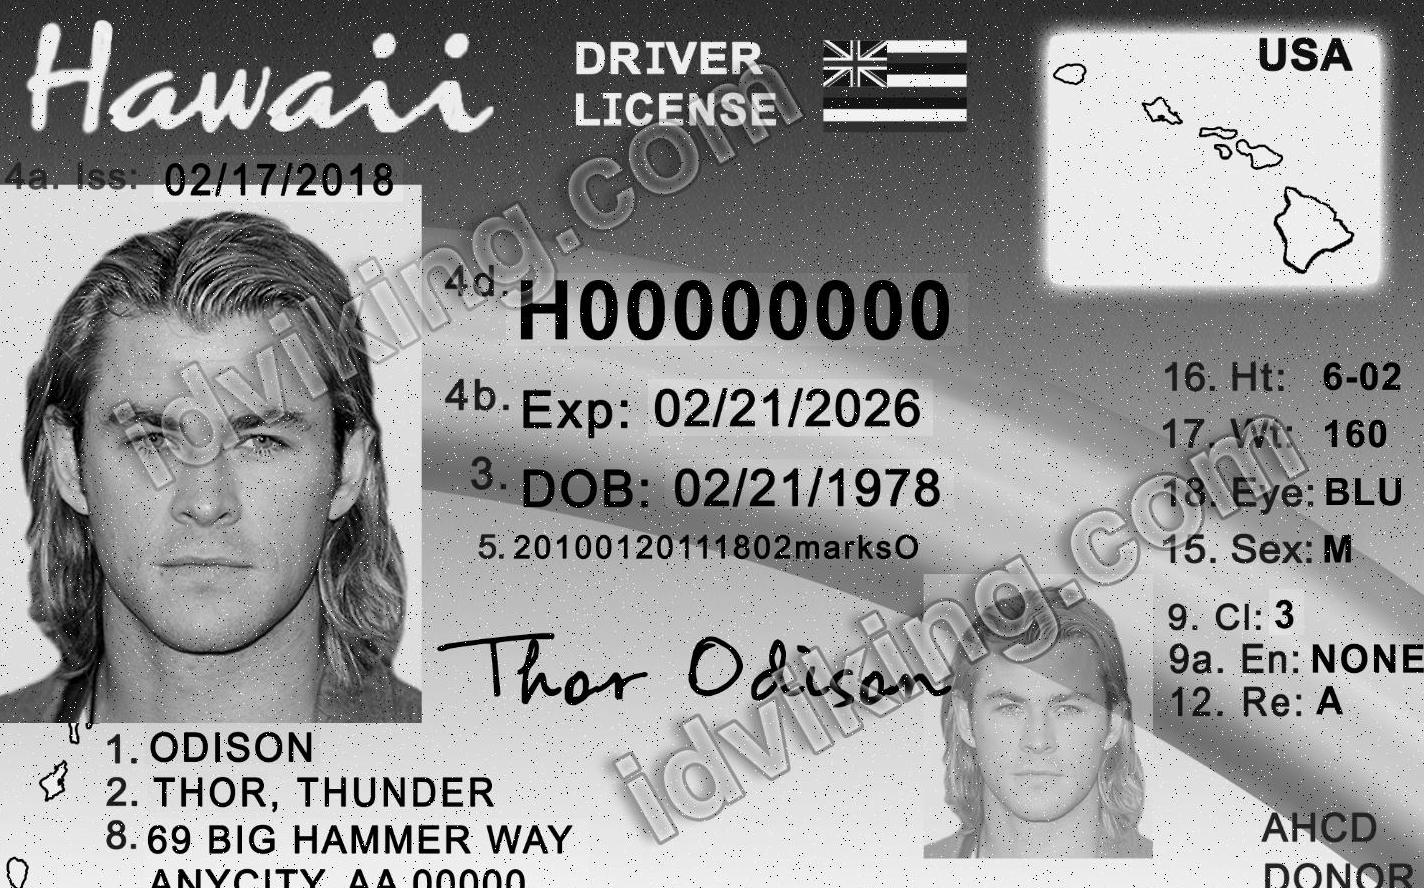 Hawaii
DRIVER LICENSE
USA
4a. Iss: 02/17/2018
4d. H00000000
4b. Exp: 02/21/2026
3. DOB: 02/21/1978
5. 20100120111802marksO
16. Ht: 6-02
17. Wt: 160
18. Eye: BLU
15. Sex: M
9. Cl: 3
9a. En: NONE
12. Re: A
Thor Odison
1. ODISON
2. THOR, THUNDER
8. 69 BIG HAMMER WAY
ANYCITY, AA 00000
AHCD
DONOR
idviking.com
idviking.com